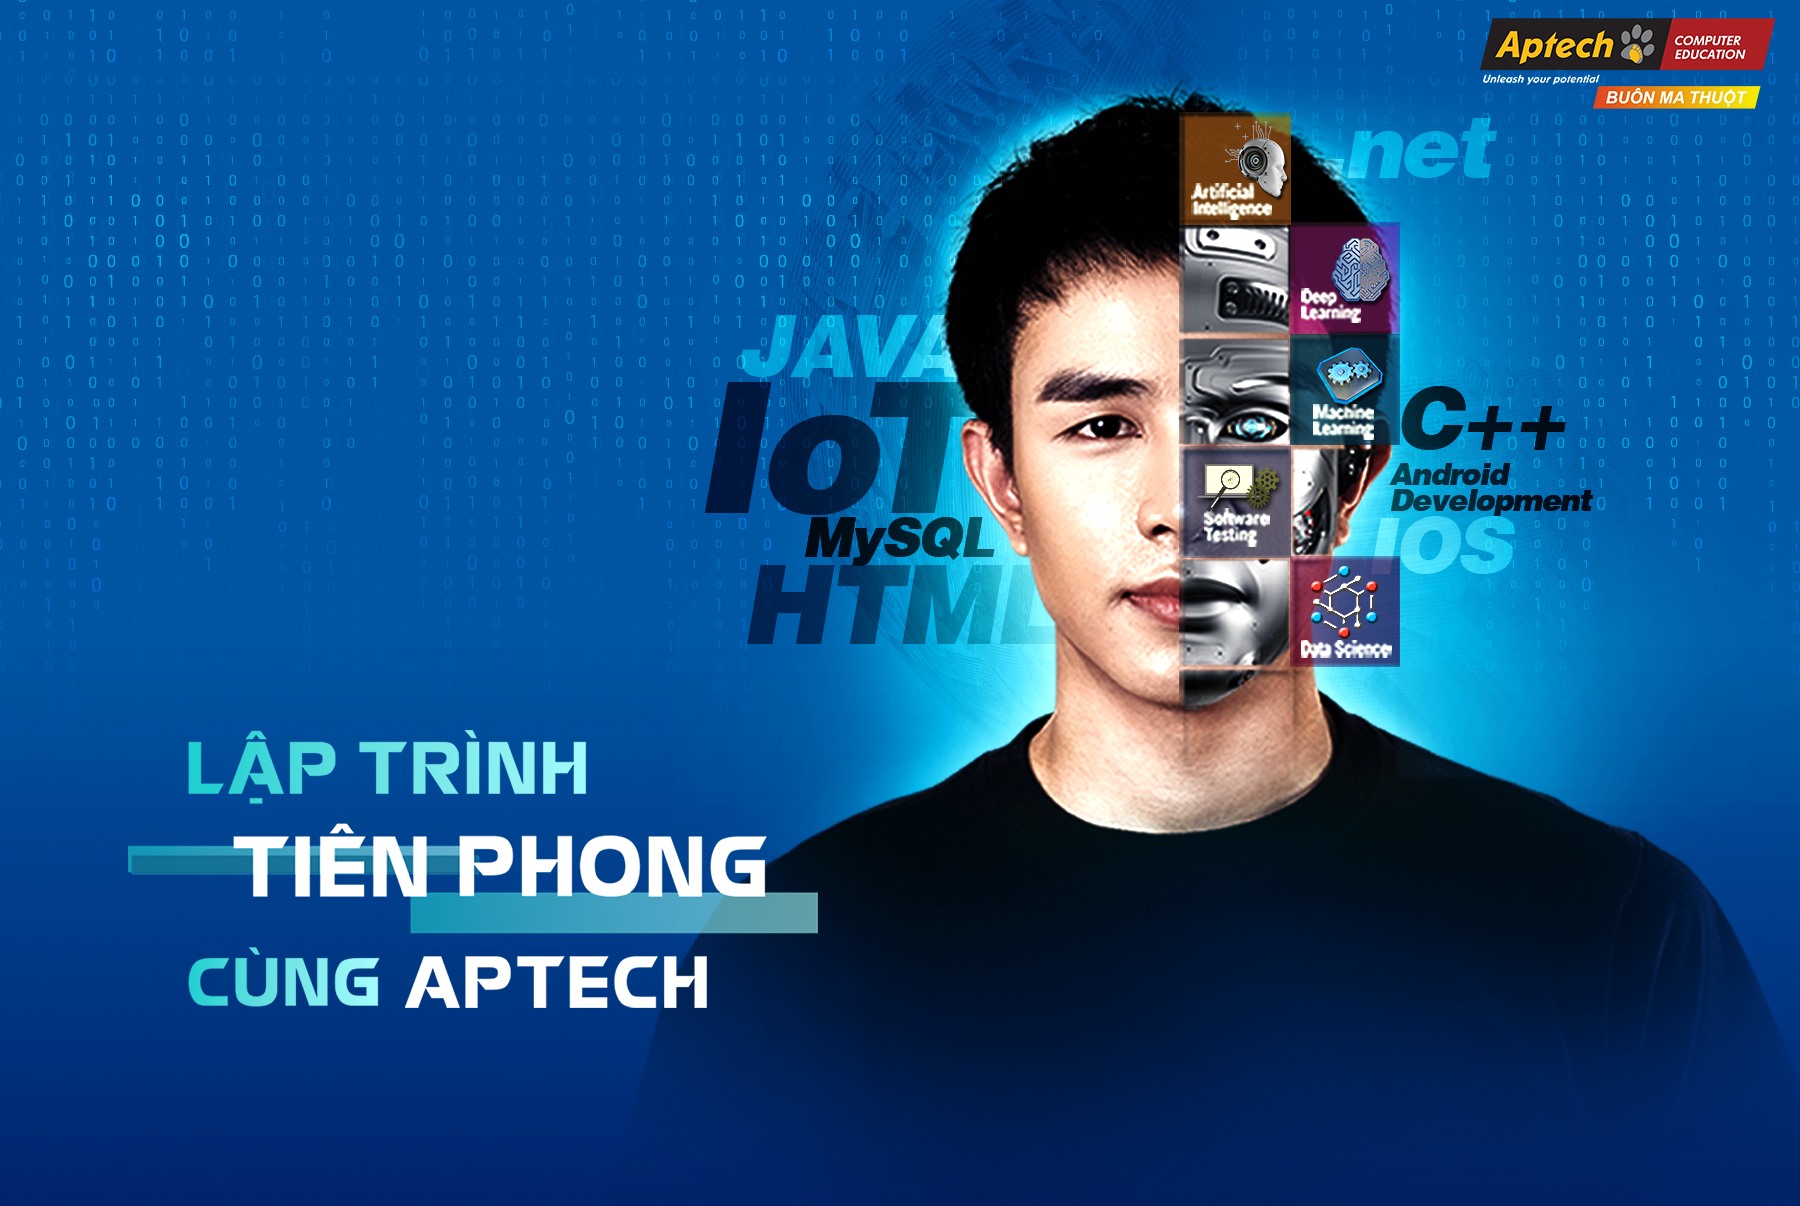 Aptech
COMPUTER
EDUCATION
Unleash your potential
BUÔN MA THUỘT
.net
Artificial
Intelligence
Deep
Learning
JAVA
IoT
MySQL
HTML
Machine
Learning
C++
Android
Development
IOS
Software
Testing
Data Science
LẬP TRÌNH
TIÊN PHONG
CÙNG APTECH